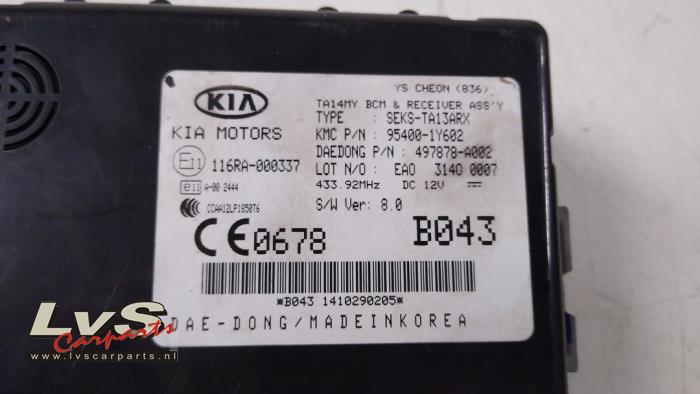 YS CHEON (836)
KIA
TA14MY BCM & RECEIVER ASS'Y
TYPE : SEKS-TA13ARX
KIA MOTORS
KMC P/N : 95400-1Y602
DAEDONG P/N : 497878-A002
E11 116RA-000337
LOT N/O : EAO 3140 0007
433.92MHz DC 12V
e11 A-00 2444
S/W Ver: 8.0
CCAA12LP1850T6
CE0678
B043
*B043 1410290205*
DAE-DONG/MADEINKOREA
LvS
Carparts
www.lvscarparts.nl